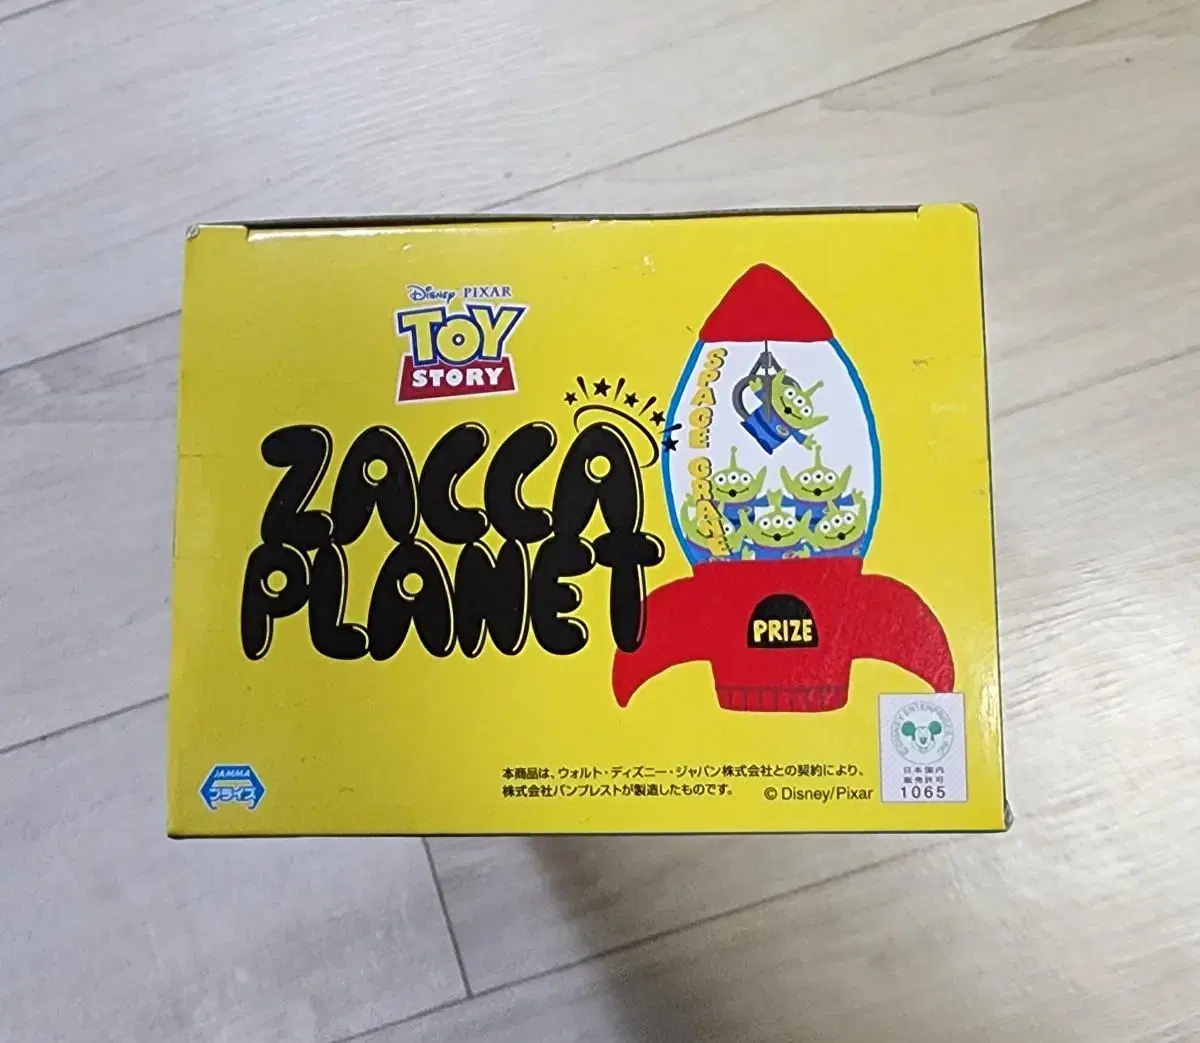 Disney PIXAR
TOY
STORY
ZACCA
PLANET
SPACE CRANE
PRIZE
JAMMA
プライズ
本商品は、ウォルト・ディズニー・ジャパン株式会社との契約により、
株式会社バンプレストが製造したものです。
© Disney/Pixar
© DISNEY ENTERPRISES, INC.
日本国内
販売許可
1065